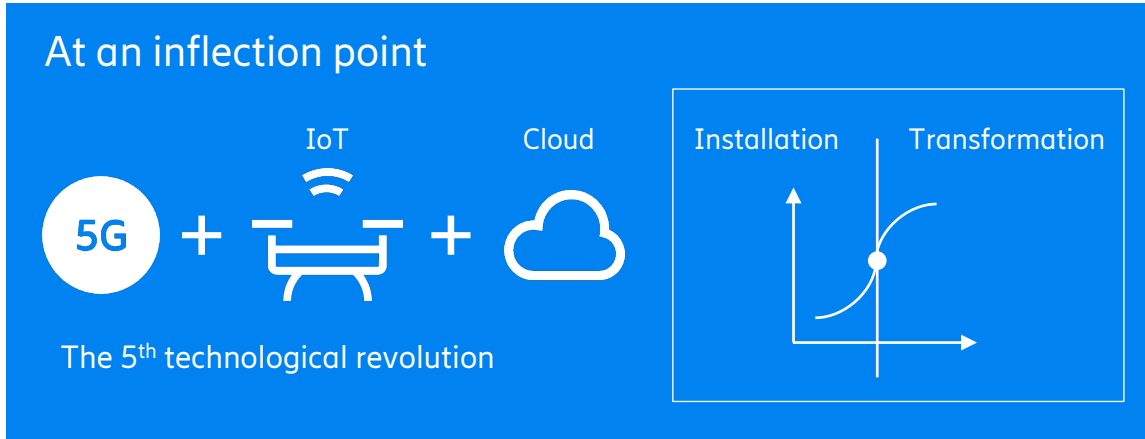 At an inflection point
IoT
Cloud
5G
The 5th technological revolution
Installation
Transformation